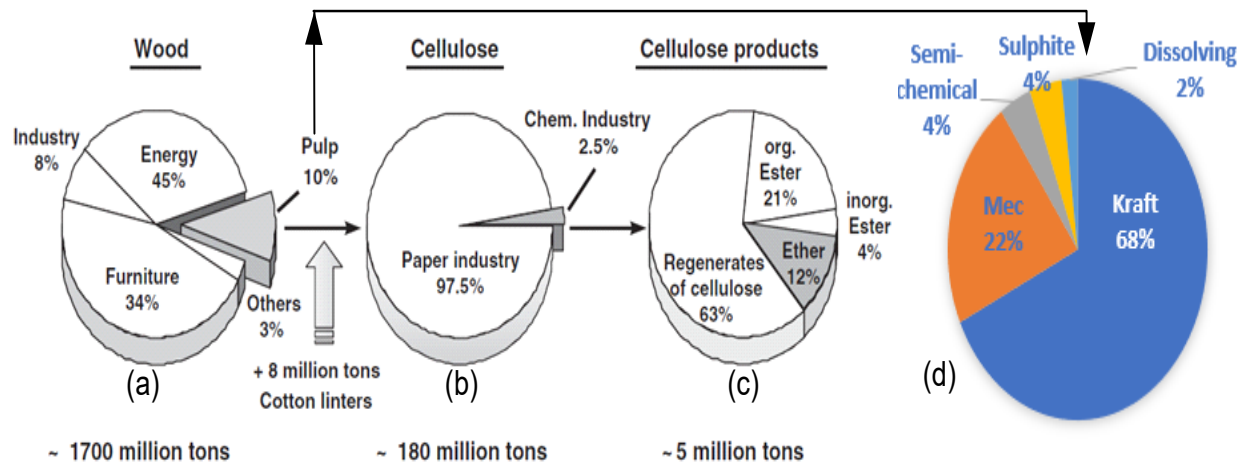 Wood
Cellulose
Cellulose products
Industry
8%
Energy
45%
Pulp
10%
Furniture
34%
Others
3%
(a)
+ 8 million tons
Cotton linters
~ 1700 million tons
Chem. Industry
2.5%
Paper industry
97.5%
(b)
~ 180 million tons
org.
Ester
21%
inorg.
Ester
4%
Ether
12%
Regenerates
of cellulose
63%
(c)
~ 5 million tons
Semi-
chemical
4%
Sulphite
4%
Dissolving
2%
Mec
22%
Kraft
68%
(d)